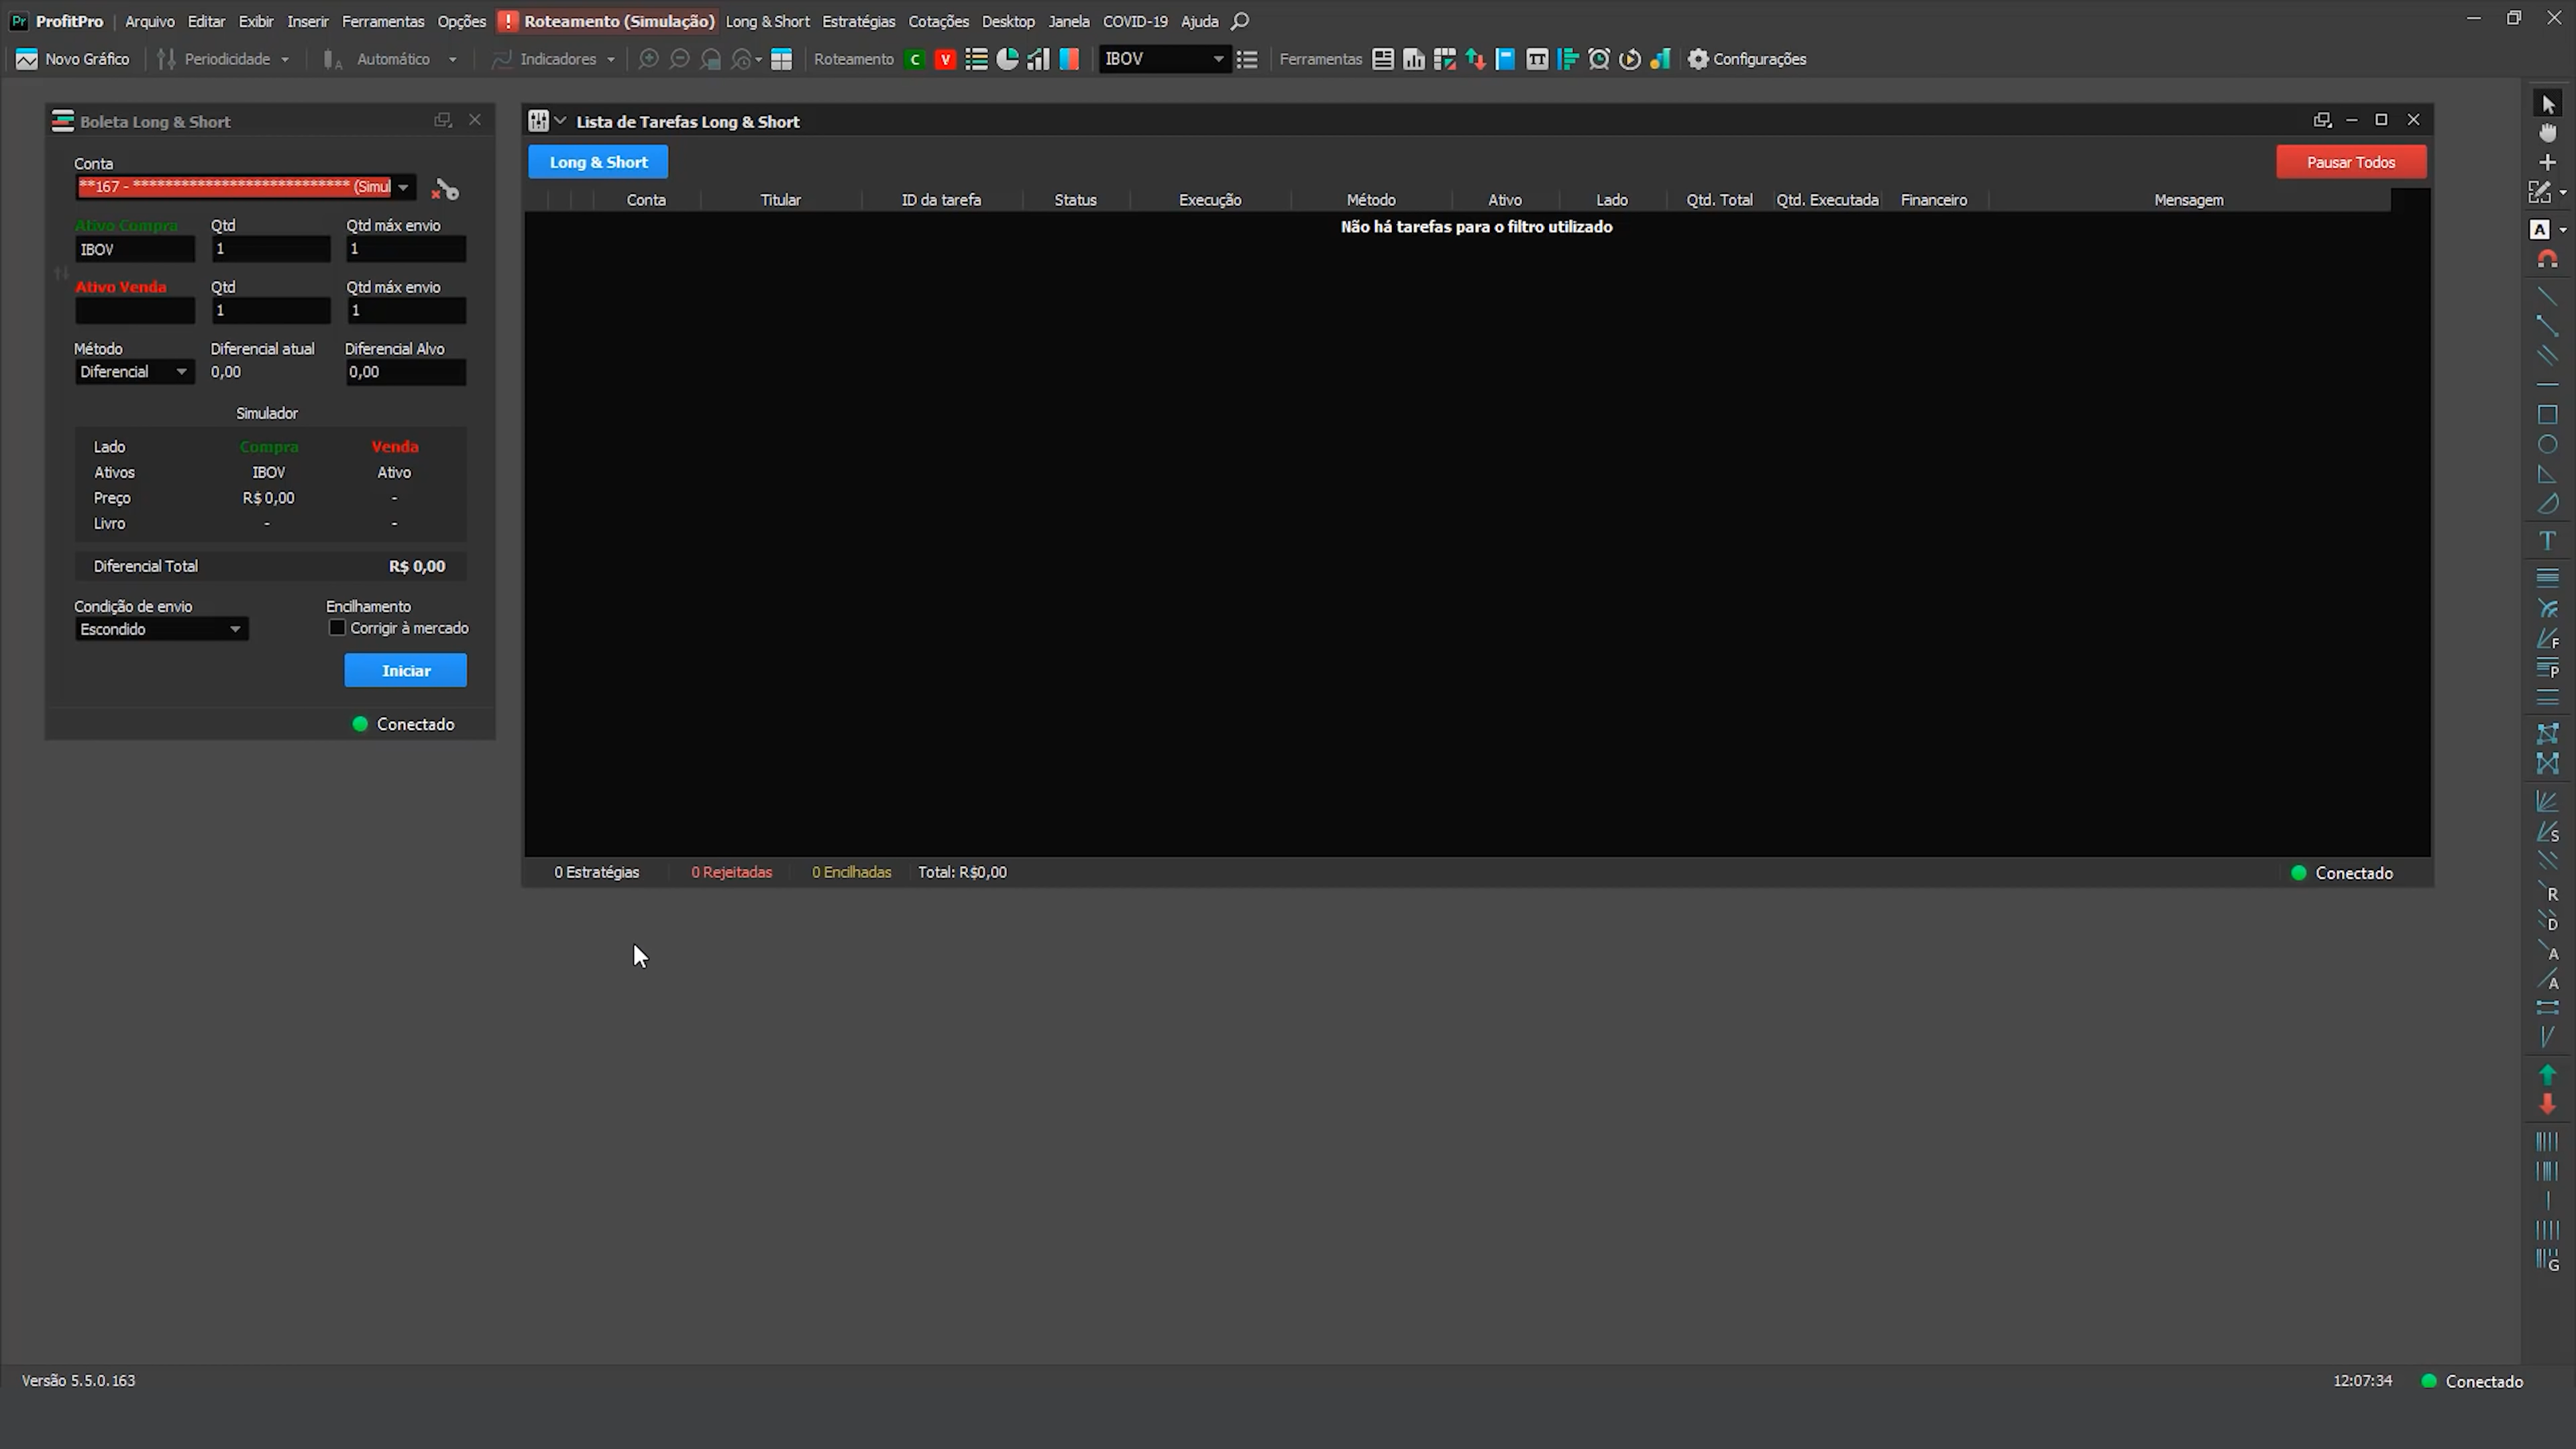 Pr ProfitPro Arquivo Editar Exibir Inserir Ferramentas Opções ! Roteamento (Simulação) Long & Short Estratégias Cotações Desktop Janela COVID-19 Ajuda
Novo Gráfico Periodicidade Automático Indicadores Roteamento C V IBOV Ferramentas TT Configurações
Boleta Long & Short
Conta
**167 - *************************** (Simul
Ativo Compra Qtd Qtd máx envio
IBOV 1 1
Ativo Venda Qtd Qtd máx envio
1 1
Método Diferencial atual Diferencial Alvo
Diferencial 0,00 0,00
Simulador
Lado Compra Venda
Ativos IBOV Ativo
Preço R$ 0,00 -
Livro - -
Diferencial Total R$ 0,00
Condição de envio Encilhamento
Escondido Corrigir à mercado
Iniciar
Conectado
Lista de Tarefas Long & Short
Long & Short Pausar Todos
Conta Titular ID da tarefa Status Execução Método Ativo Lado Qtd. Total Qtd. Executada Financeiro Mensagem
Não há tarefas para o filtro utilizado
0 Estratégias 0 Rejeitadas 0 Encilhadas Total: R$0,00 Conectado
A
T
F
P
S
R
D
A
A
G
Versão 5.5.0.163 12:07:34 Conectado